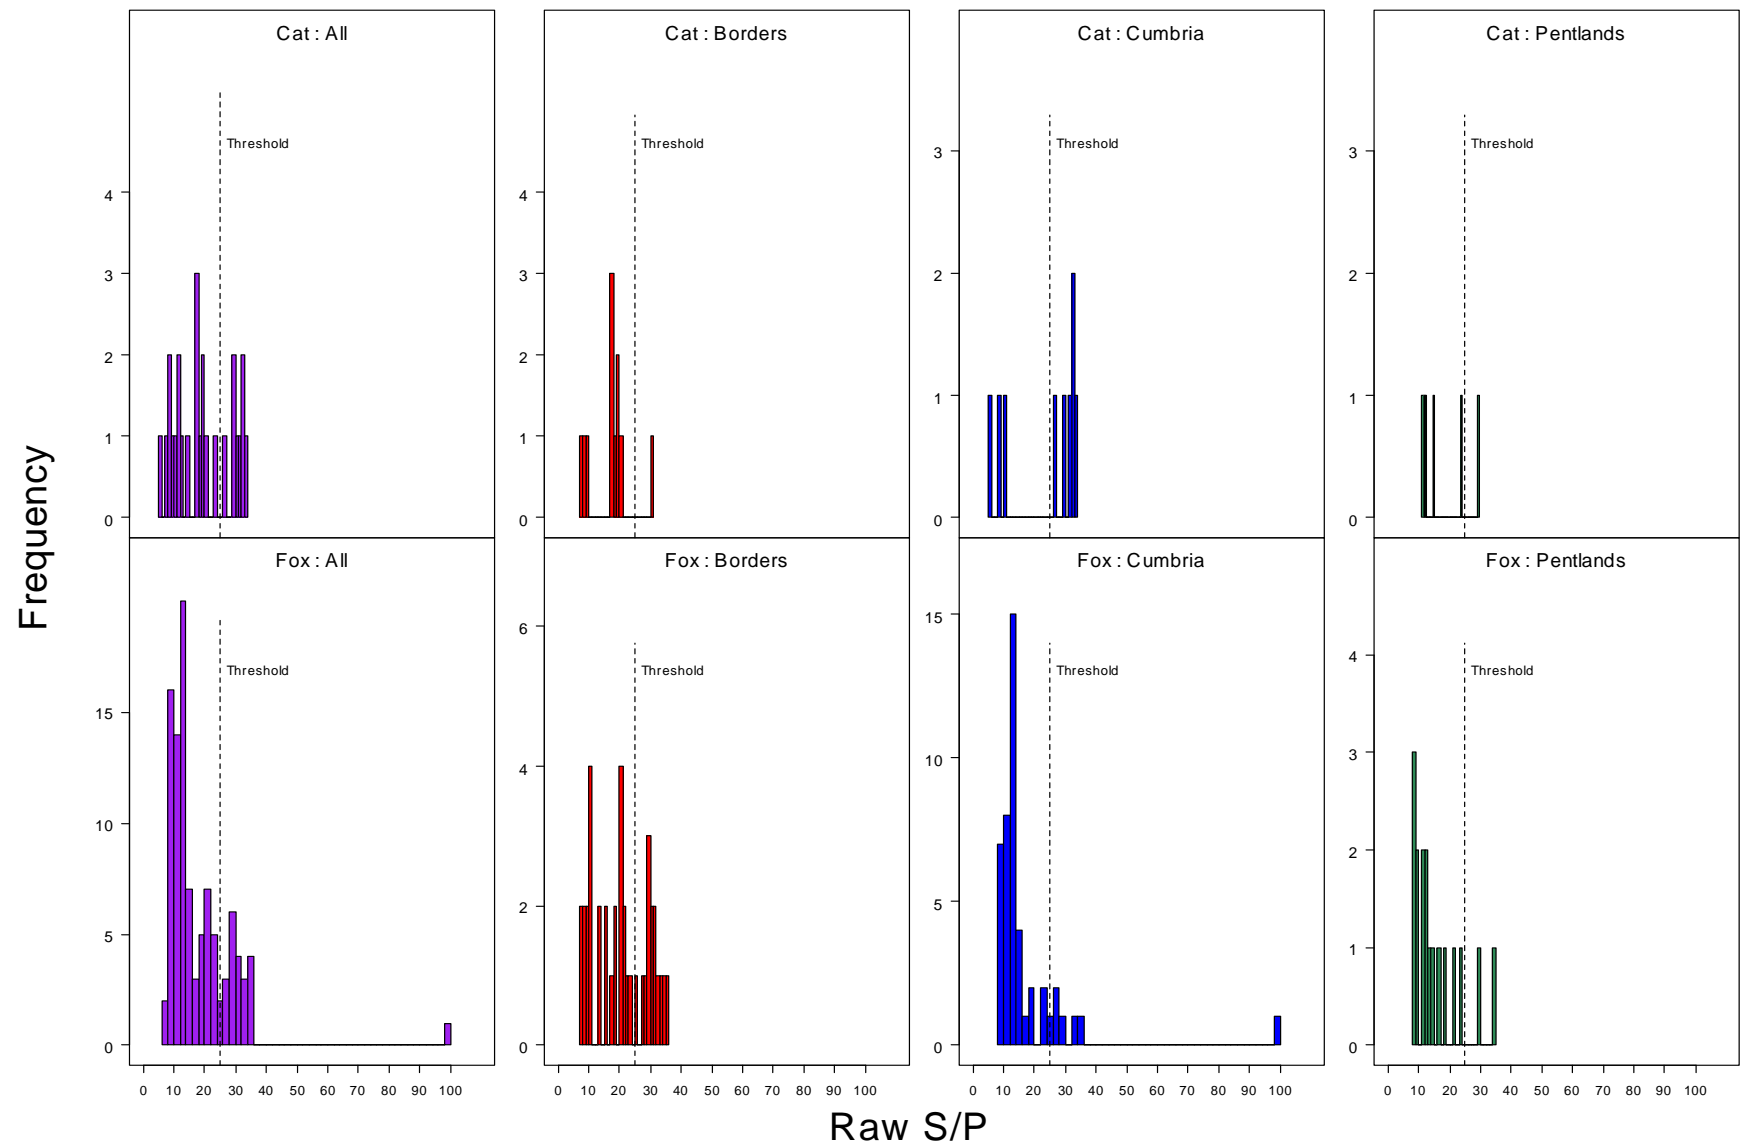 Cat : All
Cat : Borders
Cat : Cumbria
Cat : Pentlands
Threshold
Threshold
Threshold
Threshold
4
3
2
1
0
4
3
2
1
0
3
2
1
0
3
2
1
0
Fox : All
Fox : Borders
Fox : Cumbria
Fox : Pentlands
Threshold
Threshold
Threshold
Threshold
15
10
5
0
6
4
2
0
15
10
5
0
4
3
2
1
0
0 10 20 30 40 50 60 70 80 90 100
0 10 20 30 40 50 60 70 80 90 100
0 10 20 30 40 50 60 70 80 90 100
0 10 20 30 40 50 60 70 80 90 100
Frequency
Raw S/P